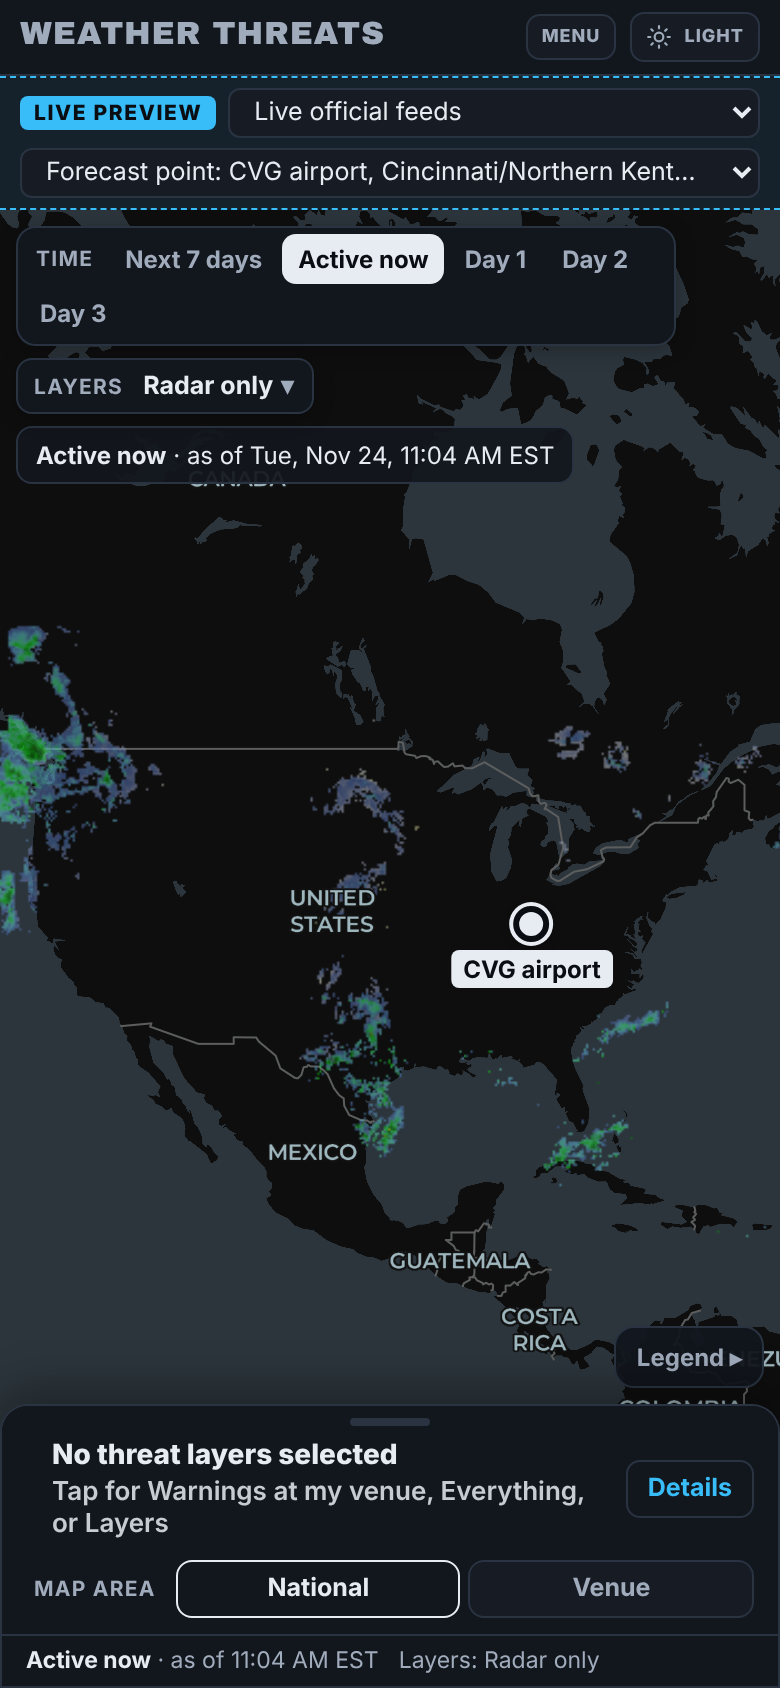 WEATHER THREATS
MENU
LIGHT
LIVE PREVIEW
Live official feeds
Forecast point: CVG airport, Cincinnati/Northern Kent...
TIME
Next 7 days
Active now
Day 1
Day 2
Day 3
LAYERS
Radar only ▾
Active now · as of Tue, Nov 24, 11:04 AM EST
CANADA
UNITED
STATES
CVG airport
MEXICO
GUATEMALA
COSTA
RICA
Legend ▸
COLOMBIA
No threat layers selected
Tap for Warnings at my venue, Everything,
or Layers
Details
MAP AREA
National
Venue
Active now · as of 11:04 AM EST Layers: Radar only